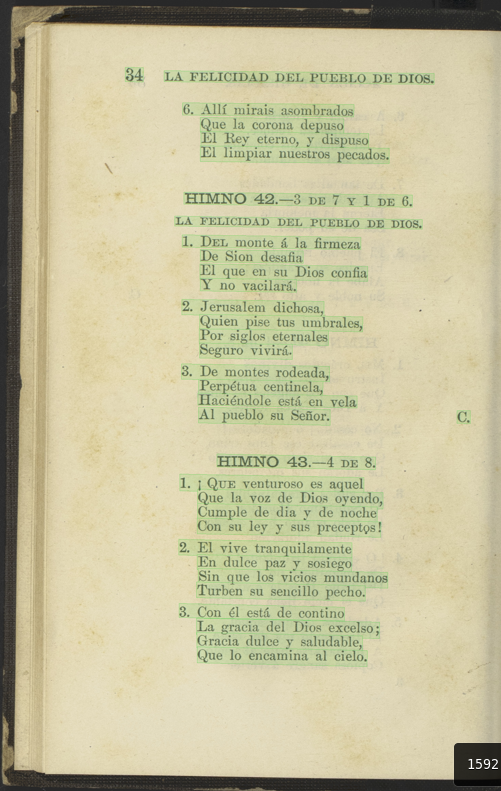 34 LA FELICIDAD DEL PUEBLO DE DIOS.
6. Allí mirais asombrados
Que la corona depuso
El Rey eterno, y dispuso
El limpiar nuestros pecados.
HIMNO 42.—3 DE 7 Y 1 DE 6.
LA FELICIDAD DEL PUEBLO DE DIOS.
1. DEL monte á la firmeza
De Sion desafia
El que en su Dios confia
Y no vacilará.
2. Jerusalem dichosa,
Quien pise tus umbrales,
Por siglos eternales
Seguro vivirá.
3. De montes rodeada,
Perpétua centinela,
Haciéndole está en vela
Al pueblo su Señor. C.
HIMNO 43.—4 DE 8.
1. ¡ QUE venturoso es aquel
Que la voz de Dios oyendo,
Cumple de dia y de noche
Con su ley y sus preceptos!
2. El vive tranquilamente
En dulce paz y sosiego
Sin que los vicios mundanos
Turben su sencillo pecho.
3. Con él está de contino
La gracia del Dios excelso;
Gracia dulce y saludable,
Que lo encamina al cielo.
1592